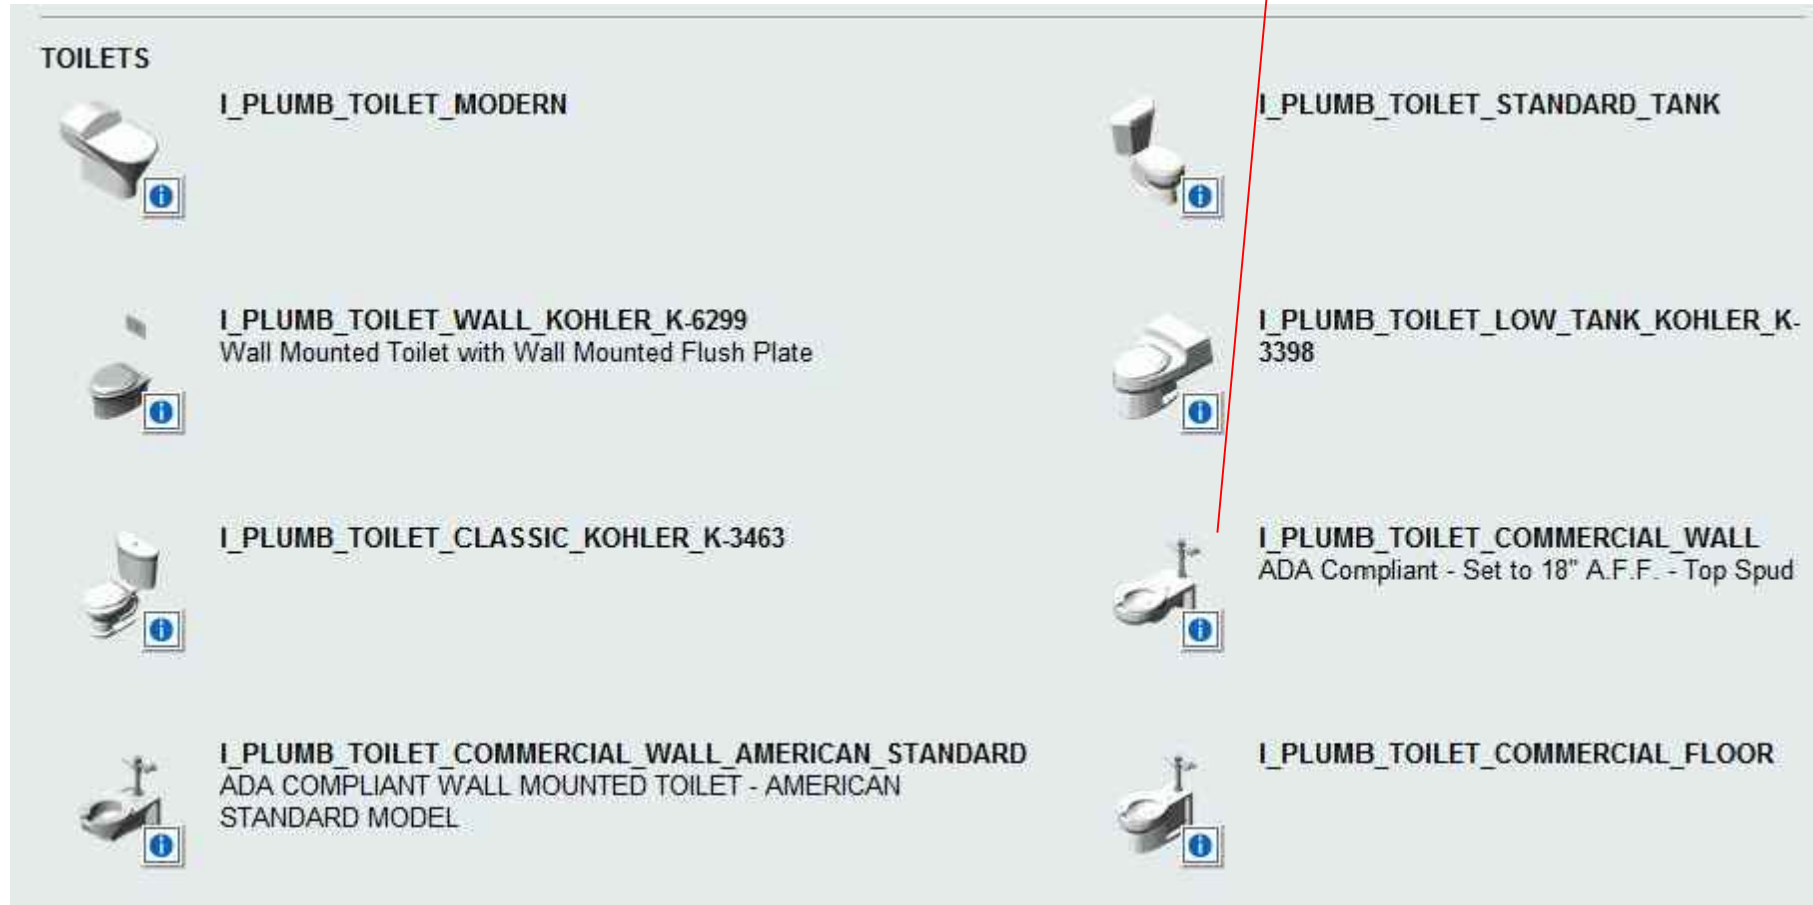 TOILETS
I_PLUMB_TOILET_MODERN
I_PLUMB_TOILET_STANDARD_TANK
I_PLUMB_TOILET_WALL_KOHLER_K-6299
Wall Mounted Toilet with Wall Mounted Flush Plate
I_PLUMB_TOILET_LOW_TANK_KOHLER_K-
3398
I_PLUMB_TOILET_CLASSIC_KOHLER_K-3463
I_PLUMB_TOILET_COMMERCIAL_WALL
ADA Compliant - Set to 18" A.F.F. - Top Spud
I_PLUMB_TOILET_COMMERCIAL_WALL_AMERICAN_STANDARD
ADA COMPLIANT WALL MOUNTED TOILET - AMERICAN
STANDARD MODEL
I_PLUMB_TOILET_COMMERCIAL_FLOOR